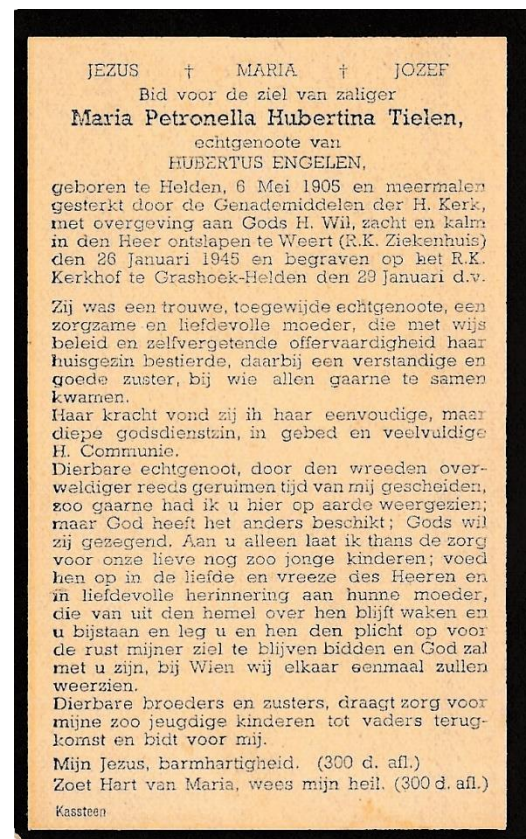 JEZUS † MARIA † JOZEF
Bid voor de ziel van zaliger
Maria Petronella Hubertina Tielen,
echtgenoote van
HUBERTUS ENGELEN,
geboren te Helden, 6 Mei 1905 en meermalen
gesterkt door de Genademiddelen der H. Kerk,
met overgeving aan Gods H. Wil, zacht en kalm
in den Heer ontslapen te Weert (R.K. Ziekenhuis)
den 26 Januari 1945 en begraven op het R.K.
Kerkhof te Grashoek-Helden den 29 Januari d.v.
Zij was een trouwe, toegewijde echtgenoote, een
zorgzame en liefdevolle moeder, die met wijs
beleid en zelfvergetende offervaardigheid haar
huisgezin bestierde, daarbij een verstandige en
goede zuster, bij wie allen gaarne te samen
kwamen.
Haar kracht vond zij ih haar eenvoudige, maar
diepe godsdienstzin, in gebed en veelvuldige
H. Communie.
Dierbare echtgenoot, door den wreeden over-
weldiger reeds geruimen tijd van mij gescheiden,
zoo gaarne had ik u hier op aarde weergezien;
maar God heeft het anders beschikt; Gods wil
zij gezegend. Aan u alleen laat ik thans de zorg
voor onze lieve nog zoo jonge kinderen; voed
hen op in de liefde en vreeze des Heeren en
in liefdevolle herinnering aan hunne moeder,
die van uit den hemel over hen blijft waken en
u bijstaan en leg u en hen den plicht op voor
de rust mijner ziel te blijven bidden en God zal
met u zijn, bij Wien wij elkaar eenmaal zullen
weerzien.
Dierbare broeders en zusters, draagt zorg voor
mijne zoo jeugdige kinderen tot vaders terug-
komst en bidt voor mij.
Mijn Jezus, barmhartigheid. (300 d. afl.)
Zoet Hart van Maria, wees mijn heil. (300 d. afl.)
Kassteen